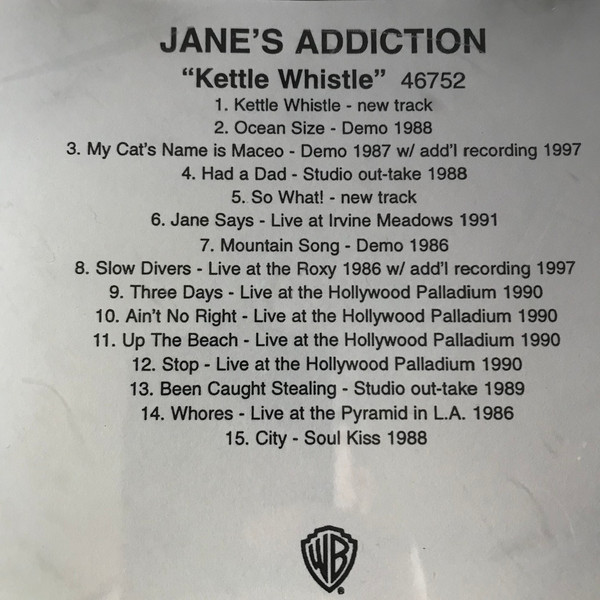 JANE'S ADDICTION
“Kettle Whistle” 46752
1. Kettle Whistle - new track
2. Ocean Size - Demo 1988
3. My Cat's Name is Maceo - Demo 1987 w/ add'l recording 1997
4. Had a Dad - Studio out-take 1988
5. So What! - new track
6. Jane Says - Live at Irvine Meadows 1991
7. Mountain Song - Demo 1986
8. Slow Divers - Live at the Roxy 1986 w/ add'l recording 1997
9. Three Days - Live at the Hollywood Palladium 1990
10. Ain't No Right - Live at the Hollywood Palladium 1990
11. Up The Beach - Live at the Hollywood Palladium 1990
12. Stop - Live at the Hollywood Palladium 1990
13. Been Caught Stealing - Studio out-take 1989
14. Whores - Live at the Pyramid in L.A. 1986
15. City - Soul Kiss 1988
WB
®